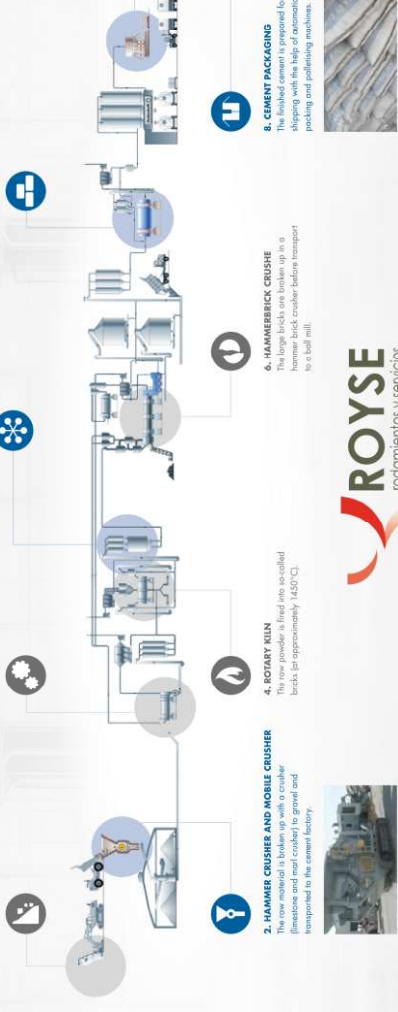 2. HAMMER CRUSHER AND MOBILE CRUSHER
The raw material is broken up with a crusher
(limestone and marl crusher) to gravel and
transported to the cement factory.
4. ROTARY KILN
This raw powder is fired into so-called
bricks (at approximately 1450°C).
6. HAMMERBRICK CRUSHE
The large bricks are broken up in a
hammer brick crusher before transport
to a ball mill.
8. CEMENT PACKAGING
The finished cement is prepared fo
shipping with the help of automatic
packing and palletising machines.
ROYSE
rodamientos y servicios